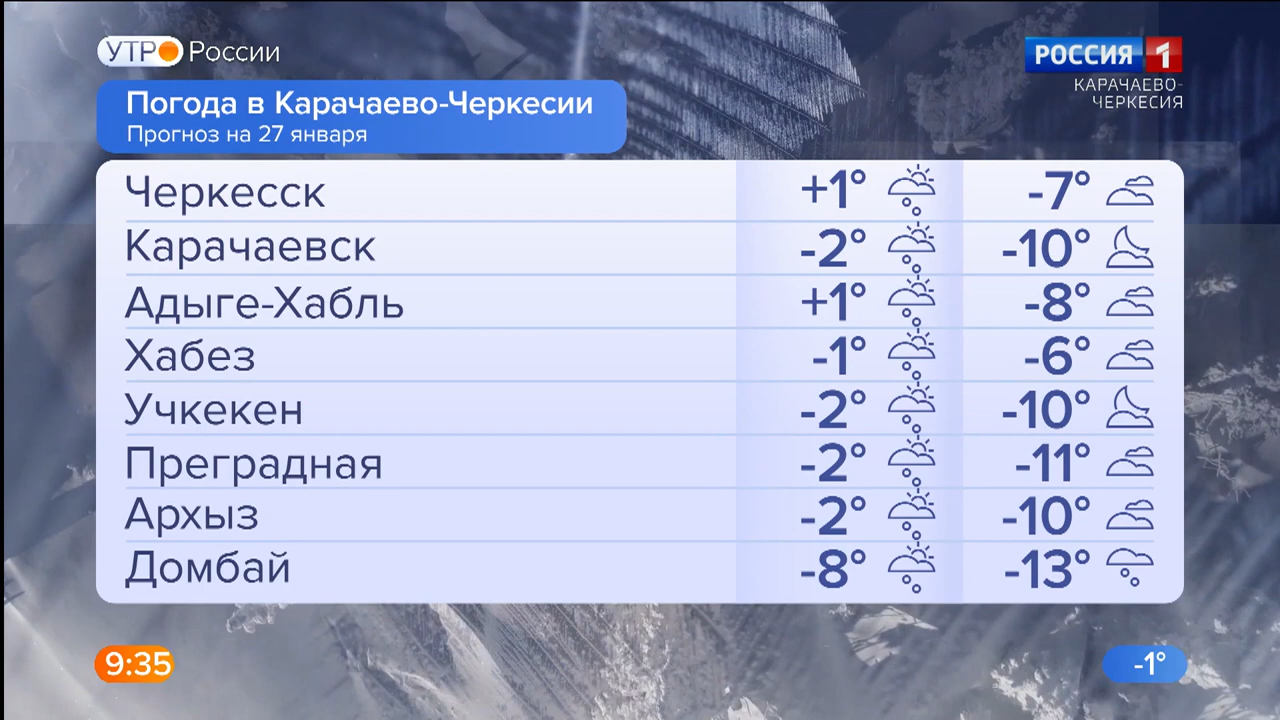 УТРО России
РОССИЯ 1
КАРАЧАЕВО-
ЧЕРКЕСИЯ
Погода в Карачаево-Черкесии
Прогноз на 27 января
Черкесск +1° -7°
Карачаевск -2° -10°
Адыге-Хабль +1° -8°
Хабез -1° -6°
Учкекен -2° -10°
Преградная -2° -11°
Архыз -2° -10°
Домбай -8° -13°
9:35 -1°